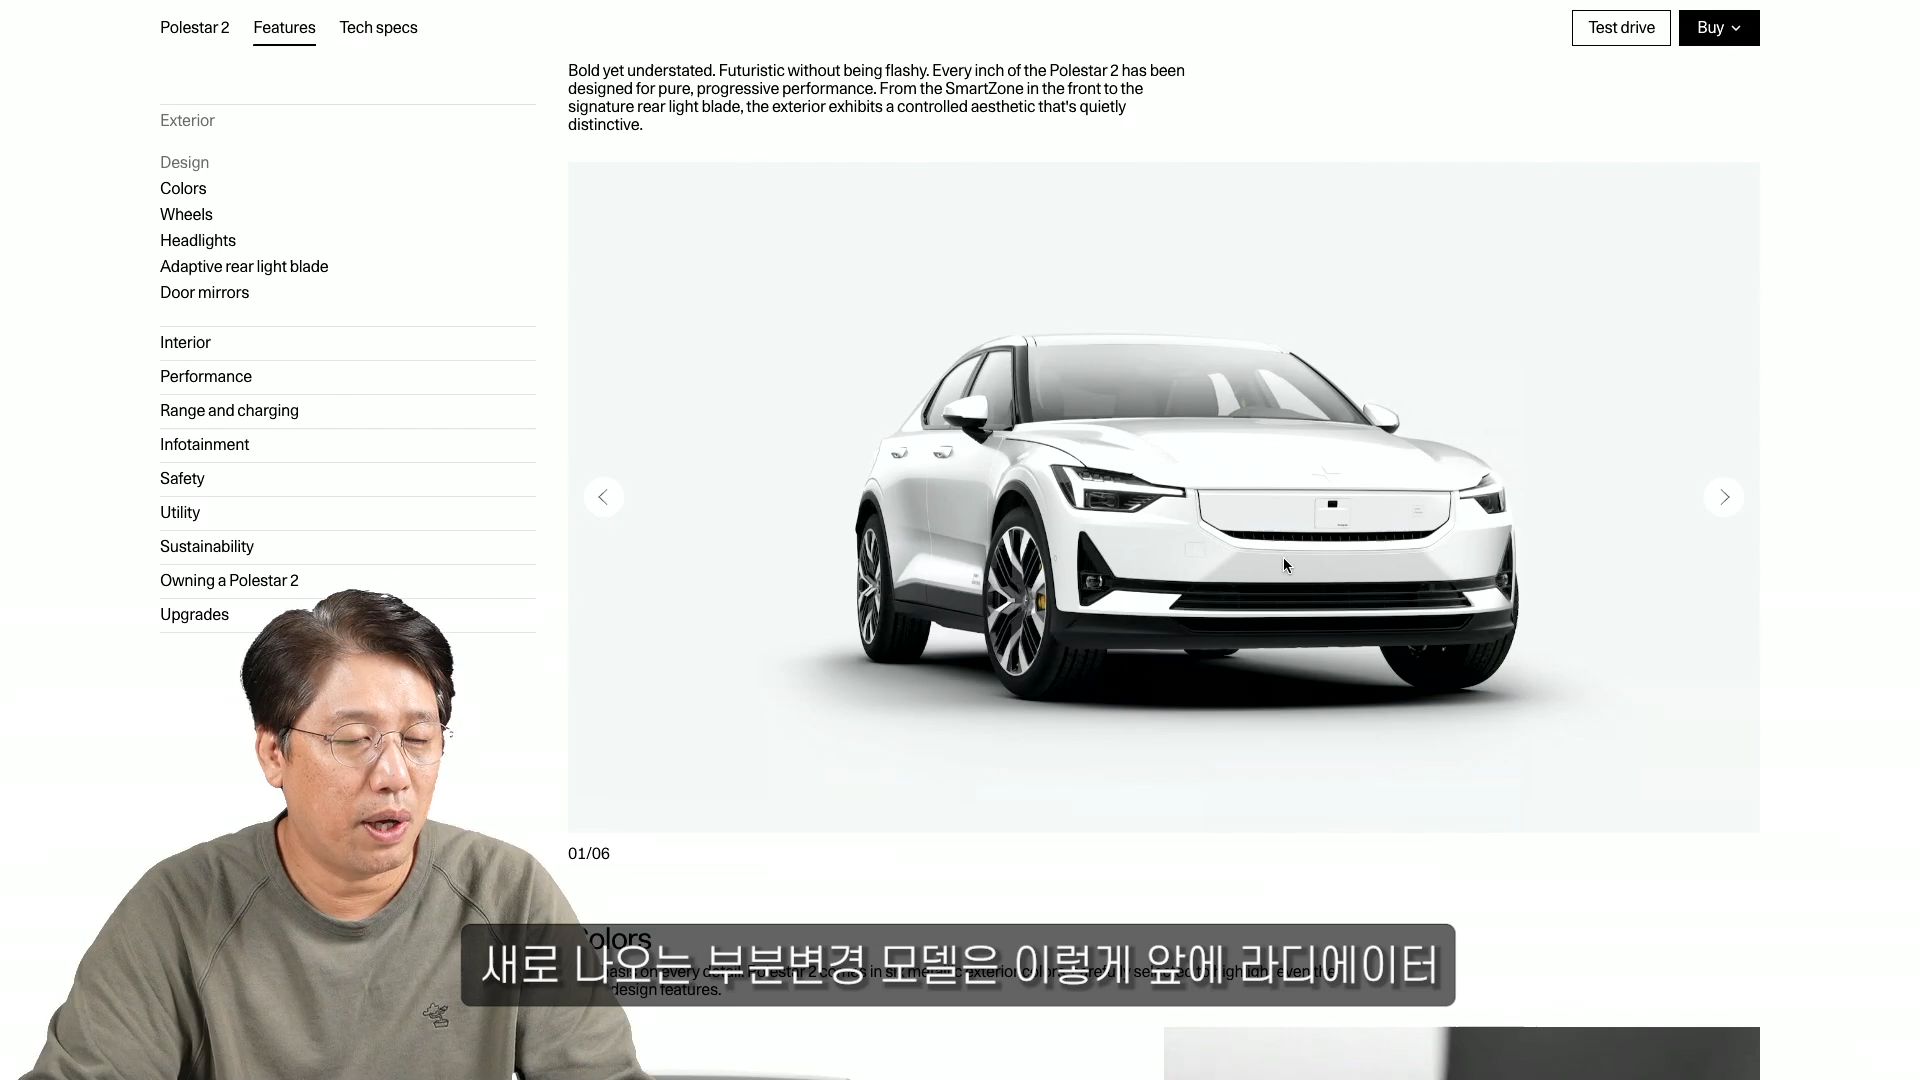 Polestar 2 Features Tech specs Test drive Buy
Bold yet understated. Futuristic without being flashy. Every inch of the Polestar 2 has been
designed for pure, progressive performance. From the SmartZone in the front to the
signature rear light blade, the exterior exhibits a controlled aesthetic that's quietly
distinctive.
Exterior
Design
Colors
Wheels
Headlights
Adaptive rear light blade
Door mirrors
Interior
Performance
Range and charging
Infotainment
Safety
Utility
Sustainability
Owning a Polestar 2
Upgrades
01/06
새로 나오는 부분변경 모델은 이렇게 앞에 라디에이터
design features.